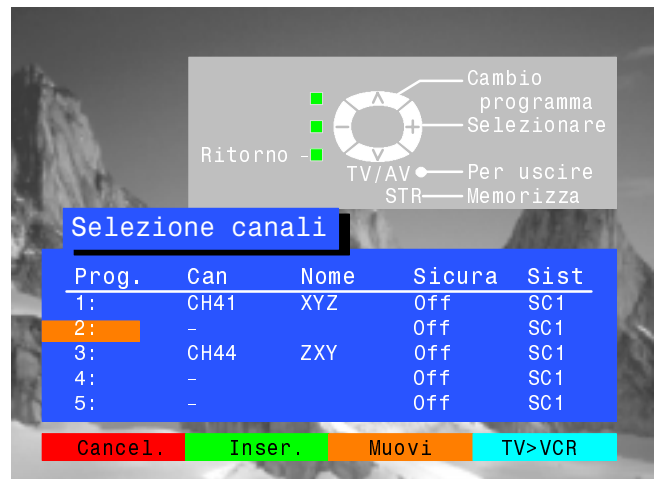 Cambio
programma
Selezionare
Ritorno
TV/AV Per uscire
STR Memorizza
Selezione canali
Prog. Can Nome Sicura Sist
1: CH41 XYZ Off SC1
2: - Off SC1
3: CH44 ZXY Off SC1
4: - Off SC1
5: - Off SC1
Cancel. Inser. Muovi TV>VCR